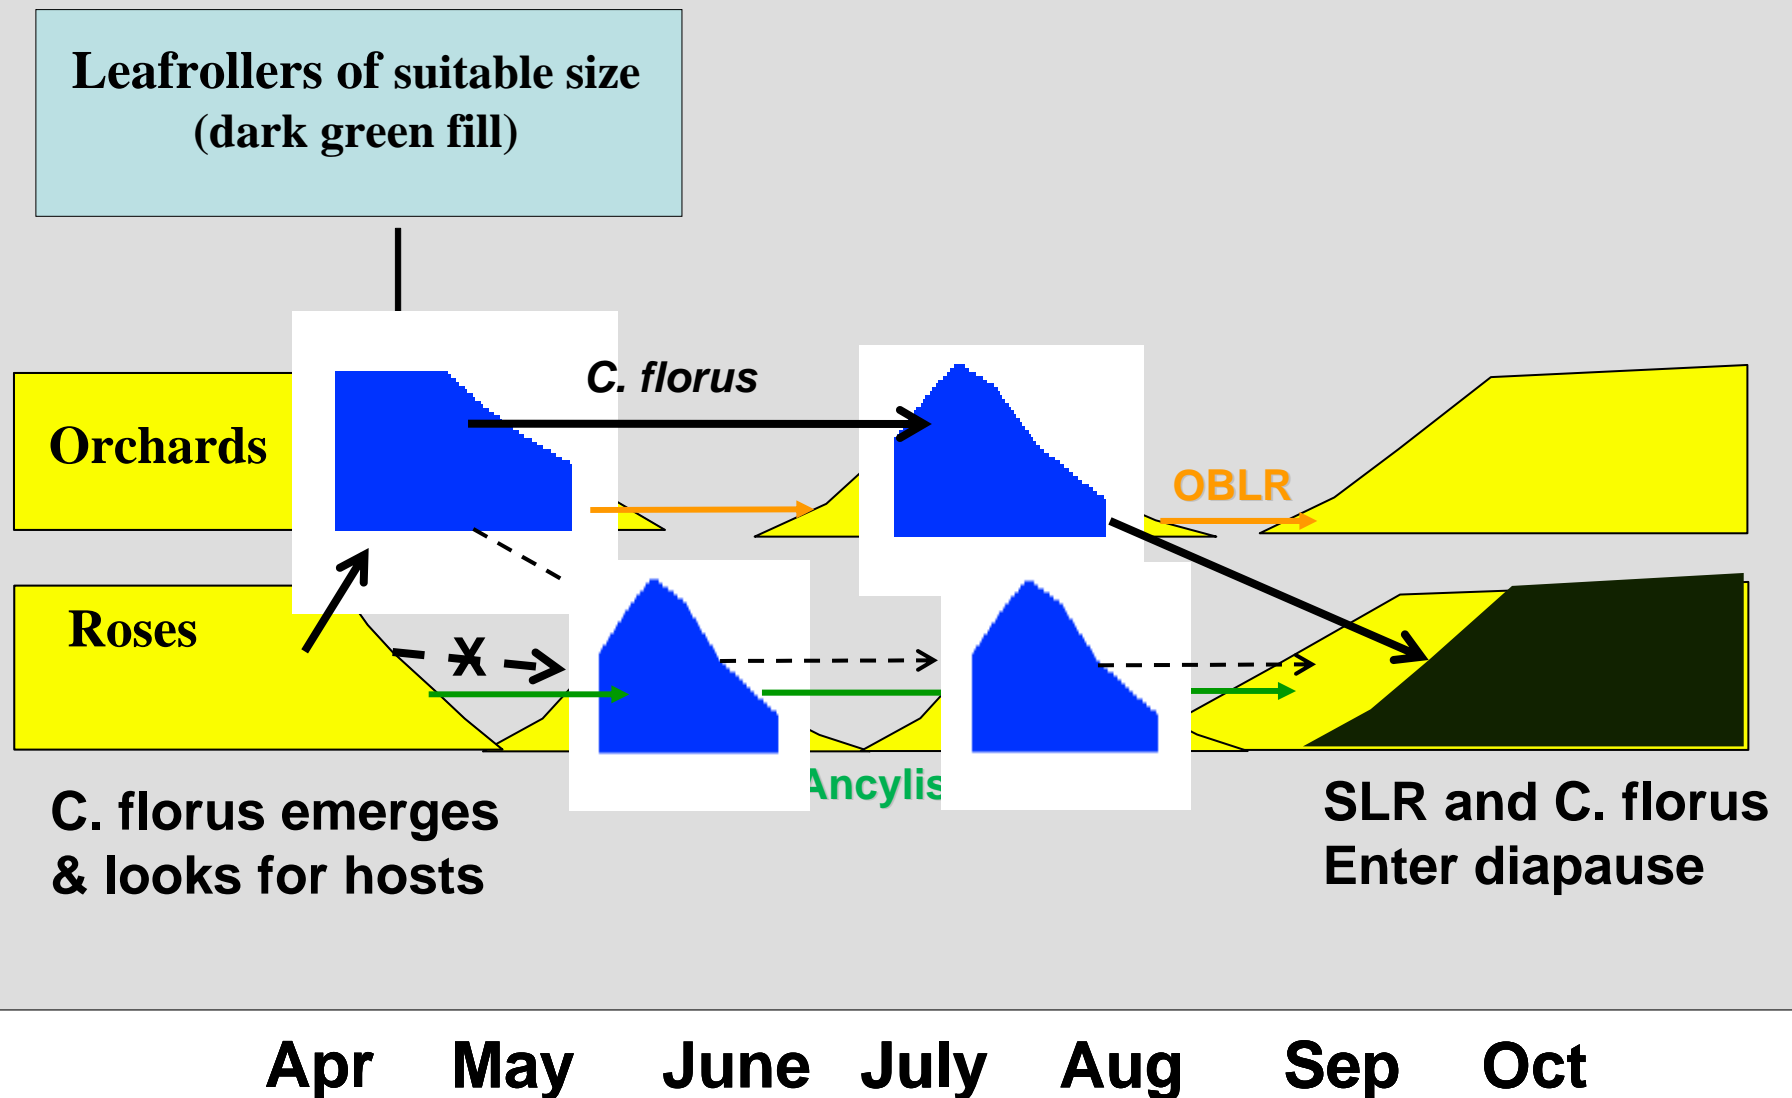 Leafrollers of suitable size
(dark green fill)
C. florus
Orchards
OBLR
Roses
X
Ancylis
C. florus emerges
& looks for hosts
SLR and C. florus
Enter diapause
Apr May June July Aug Sep Oct